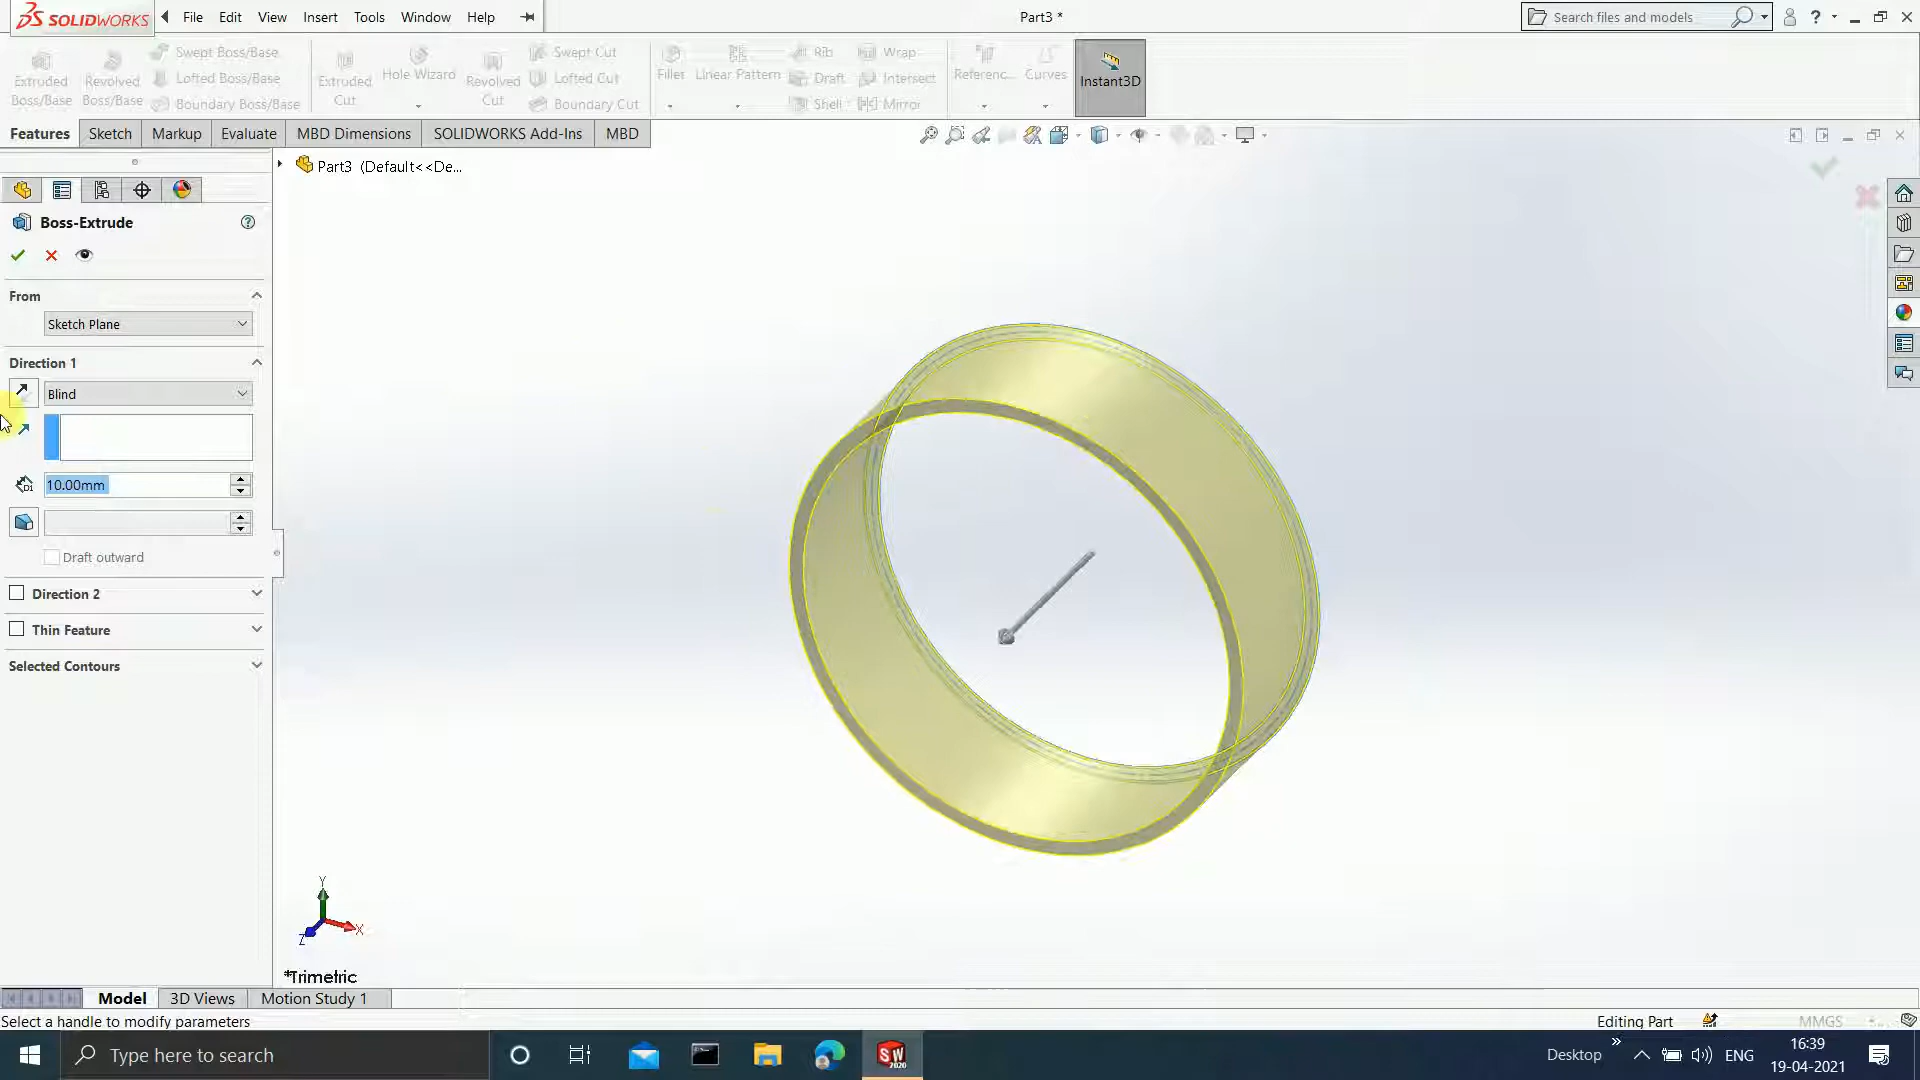 SOLIDWORKS File Edit View Insert Tools Window Help Part3 * Search files and models ?
Extruded Boss/Base
Revolved Boss/Base
Swept Boss/Base
Lofted Boss/Base
Boundary Boss/Base
Extruded Cut
Hole Wizard
Revolved Cut
Swept Cut
Lofted Cut
Boundary Cut
Fillet
Linear Pattern
Rib
Draft
Shell
Wrap
Intersect
Mirror
Referenc...
Curves
Instant3D
Features Sketch Markup Evaluate MBD Dimensions SOLIDWORKS Add-Ins MBD
Part3 (Default<<De...
Boss-Extrude
From
Sketch Plane
Direction 1
Blind
10.00mm
Draft outward
Direction 2
Thin Feature
Selected Contours
Y
X
Z
*Trimetric
Model 3D Views Motion Study 1
Select a handle to modify parameters Editing Part MMGS
Type here to search
SW
2020
Desktop » ENG
16:39
19-04-2021